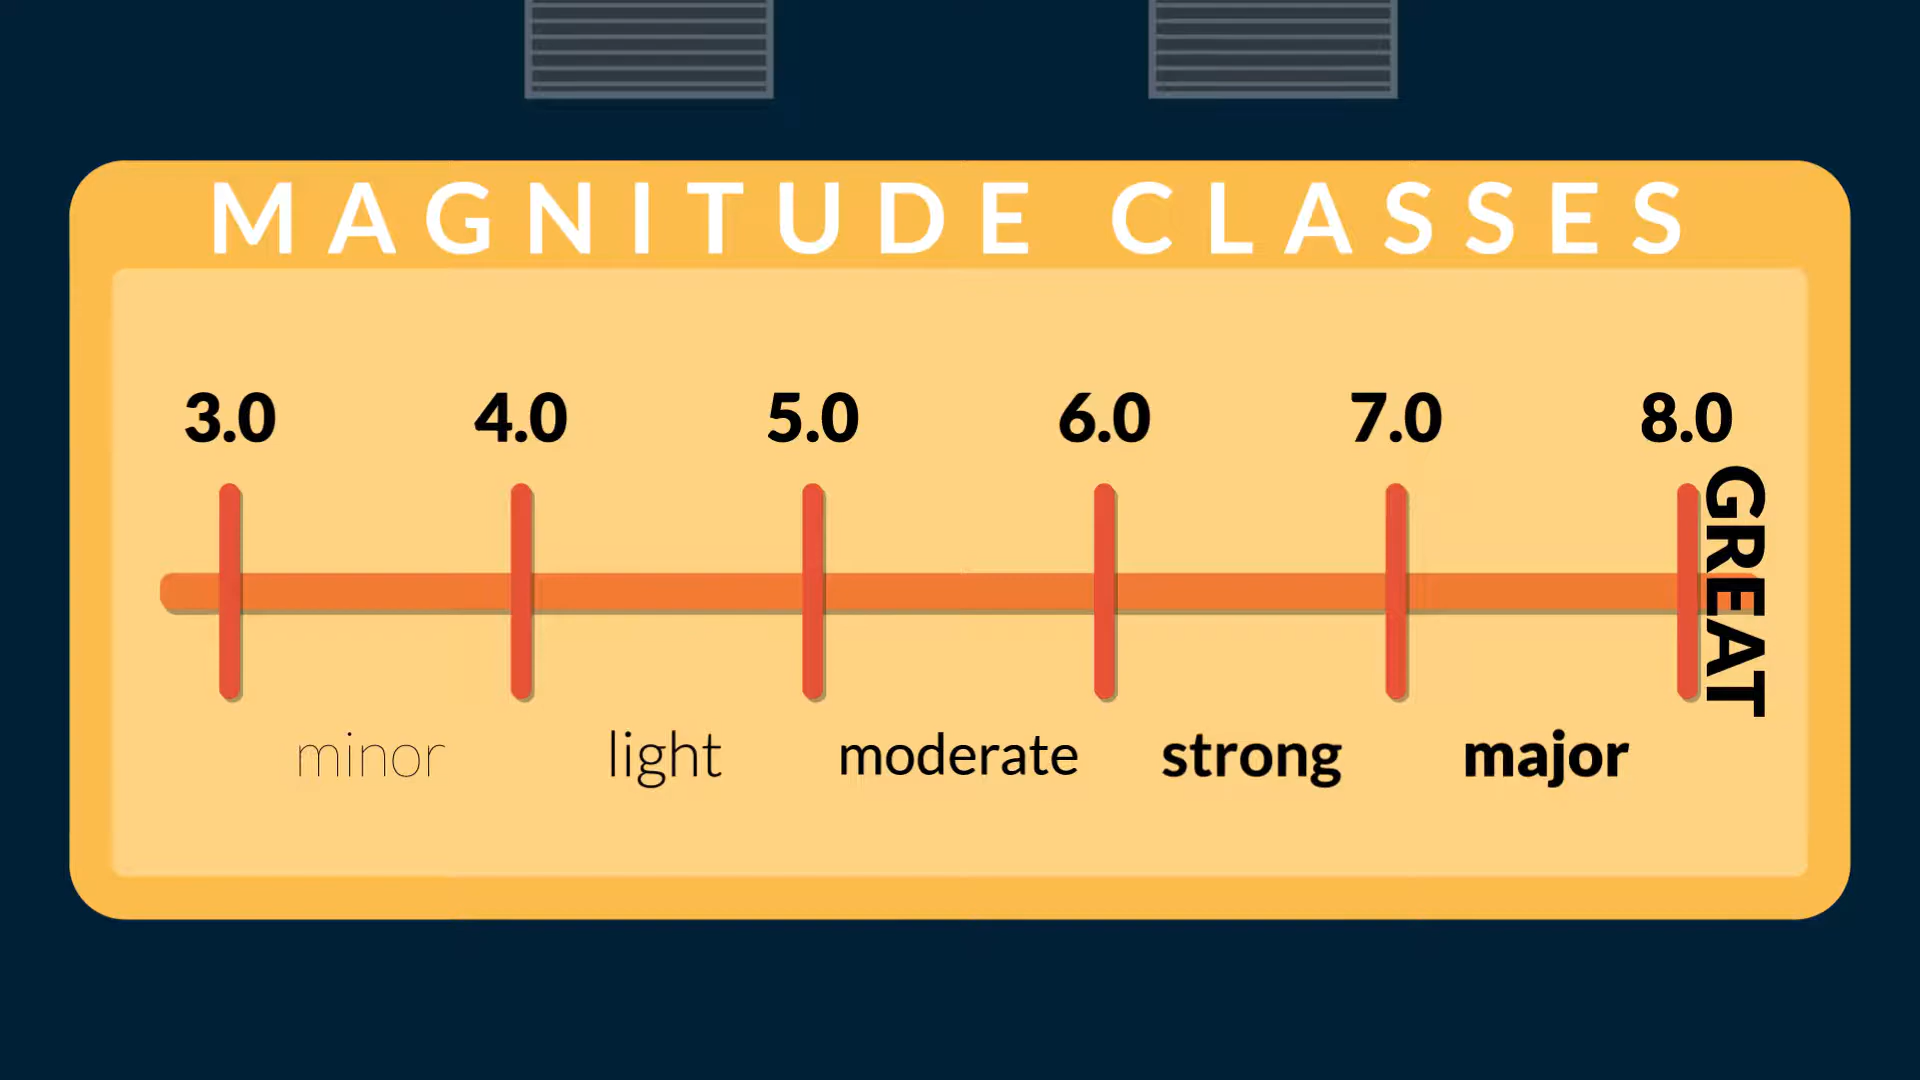 MAGNITUDE CLASSES
3.0 4.0 5.0 6.0 7.0 8.0
GREAT
minor light moderate strong major